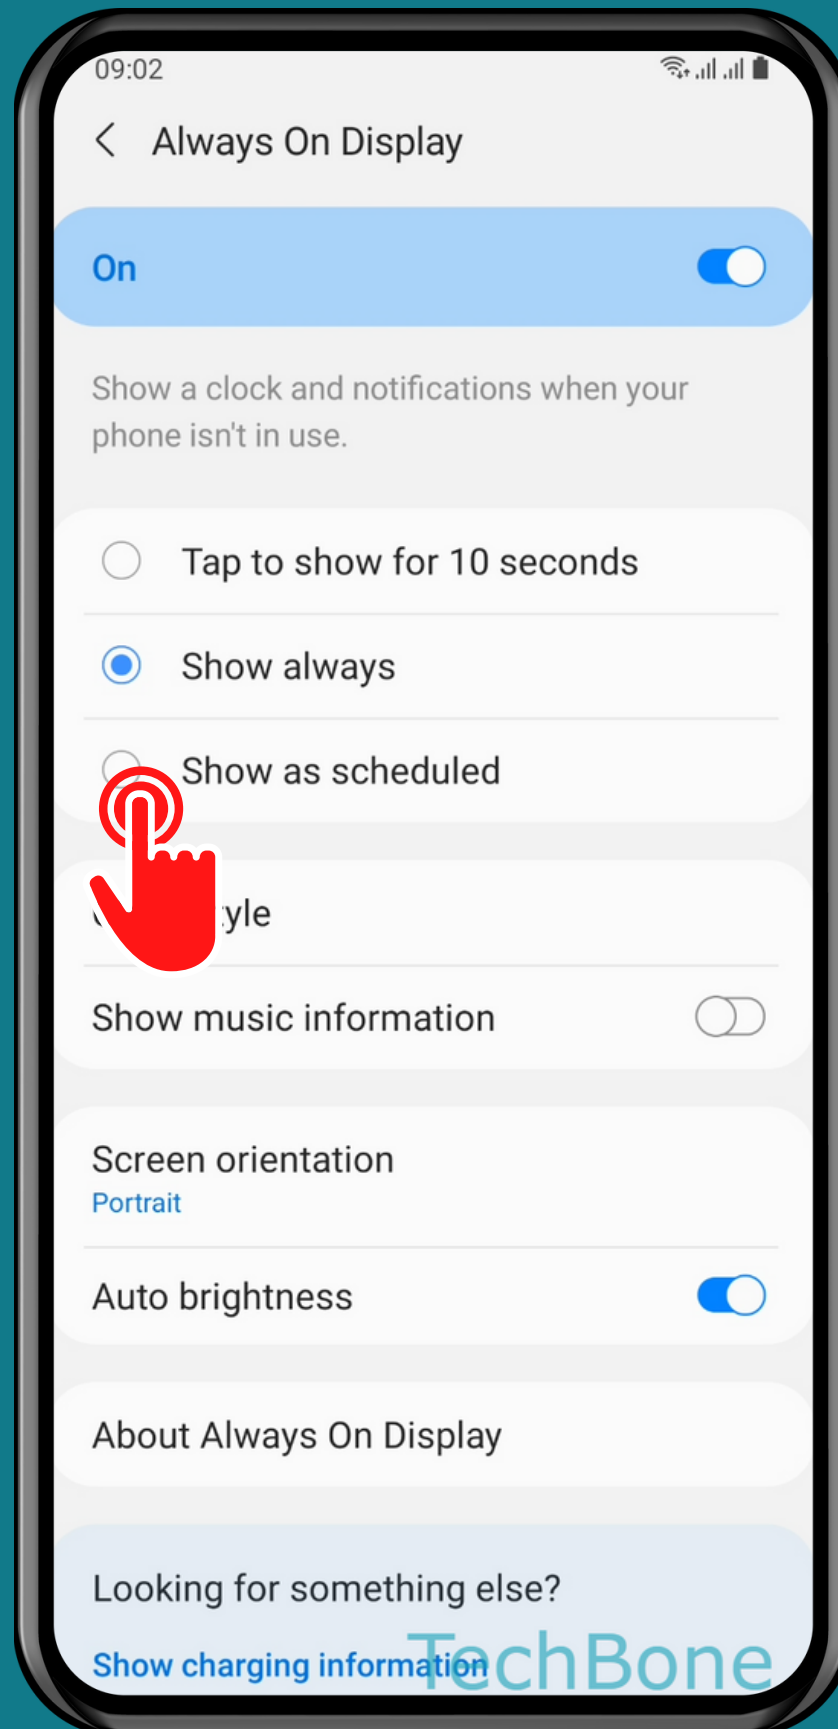 09:02
Always On Display
On
Show a clock and notifications when your
phone isn't in use.
Tap to show for 10 seconds
Show always
Show as scheduled
yle
Show music information
Screen orientation
Portrait
Auto brightness
About Always On Display
Looking for something else?
Show charging information
TechBone